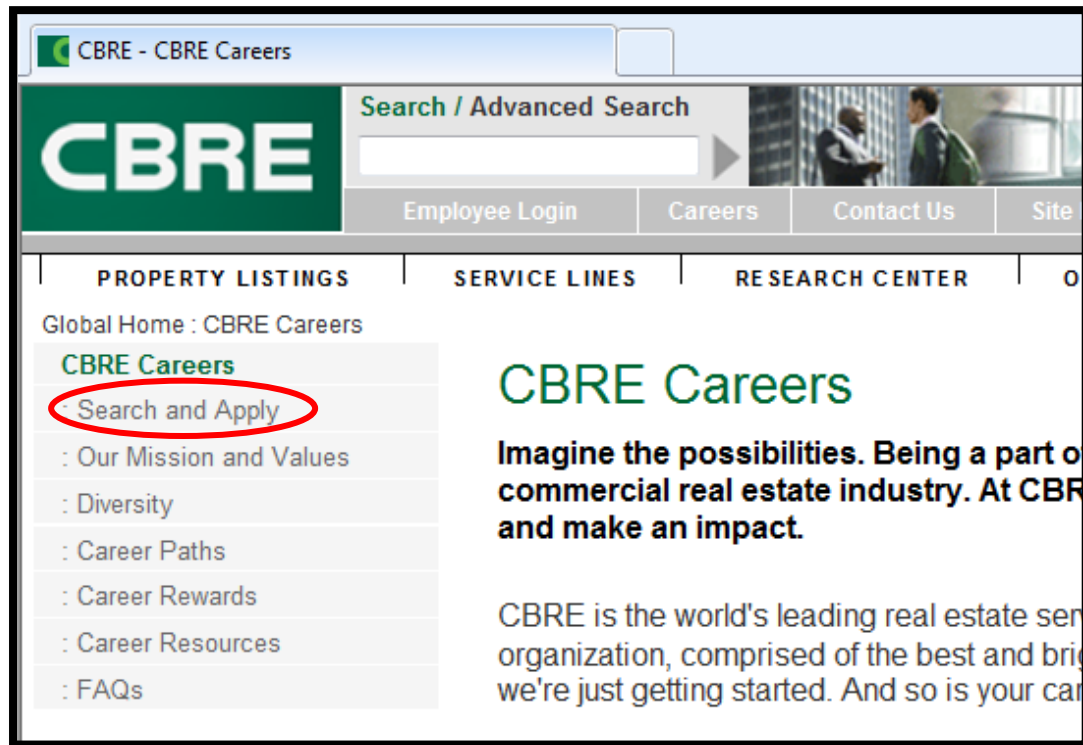 CBRE - CBRE Careers
CBRE
Search / Advanced Search
Employee Login Careers Contact Us Site
PROPERTY LISTINGS SERVICE LINES RESEARCH CENTER
Global Home : CBRE Careers
CBRE Careers
: Search and Apply
: Our Mission and Values
: Diversity
: Career Paths
: Career Rewards
: Career Resources
: FAQs
CBRE Careers
Imagine the possibilities. Being a part
commercial real estate industry. At
and make an impact.
CBRE is the world's leading real estate
organization, comprised of the best and
we're just getting started. And so is your